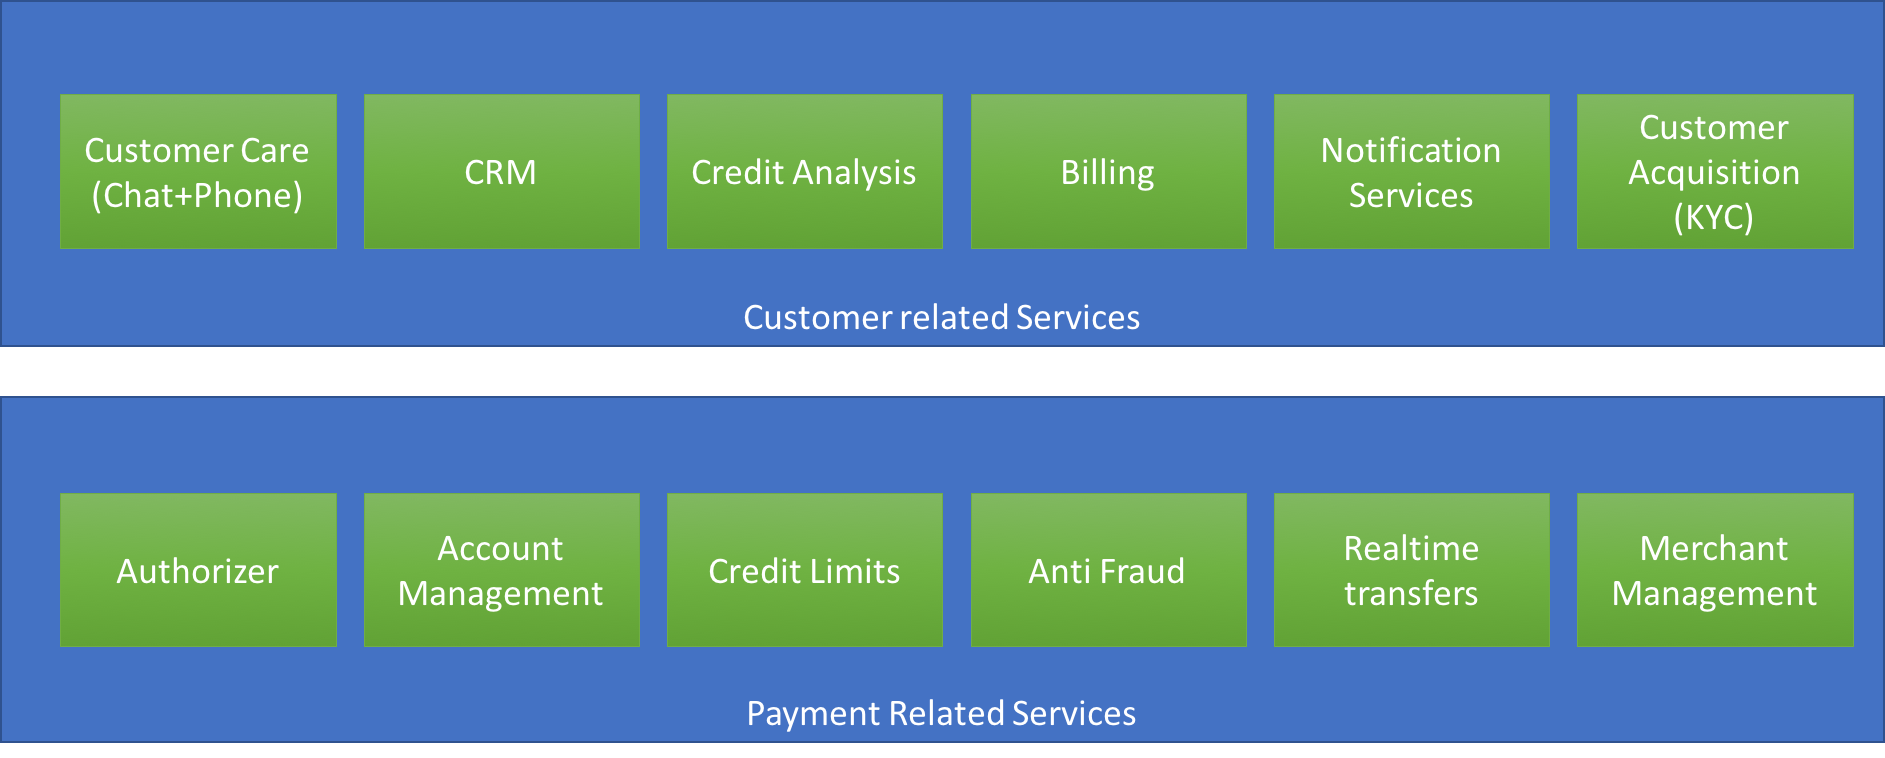 Customer Care
(Chat+Phone)
CRM
Credit Analysis
Billing
Notification
Services
Customer
Acquisition
(KYC)
Customer related Services
Authorizer
Account
Management
Credit Limits
Anti Fraud
Realtime
transfers
Merchant
Management
Payment Related Services